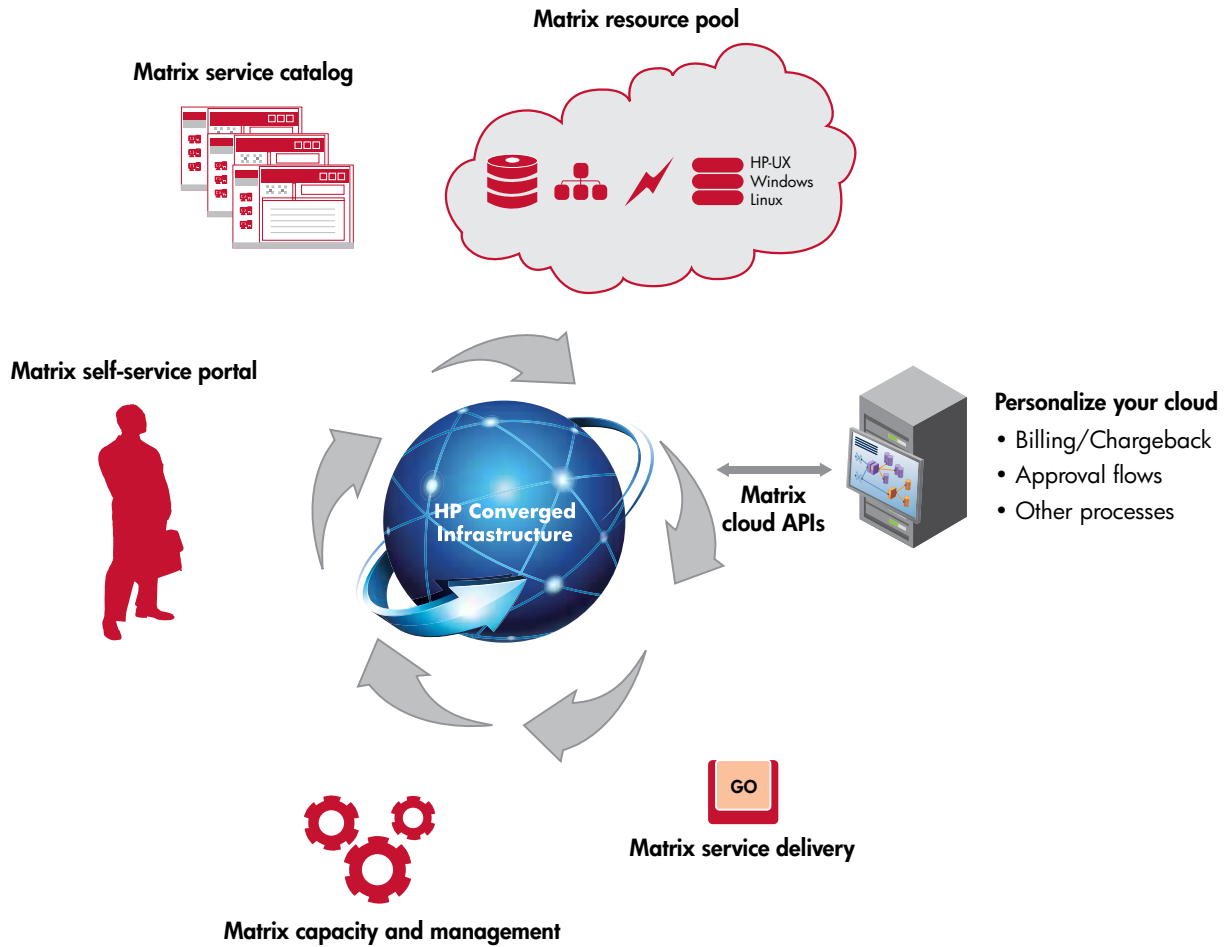 Matrix resource pool
Matrix service catalog
HP-UX
Windows
Linux
Matrix self-service portal
HP Converged
Infrastructure
Matrix
cloud APIs
Personalize your cloud
• Billing/Chargeback
• Approval flows
• Other processes
GO
Matrix service delivery
Matrix capacity and management